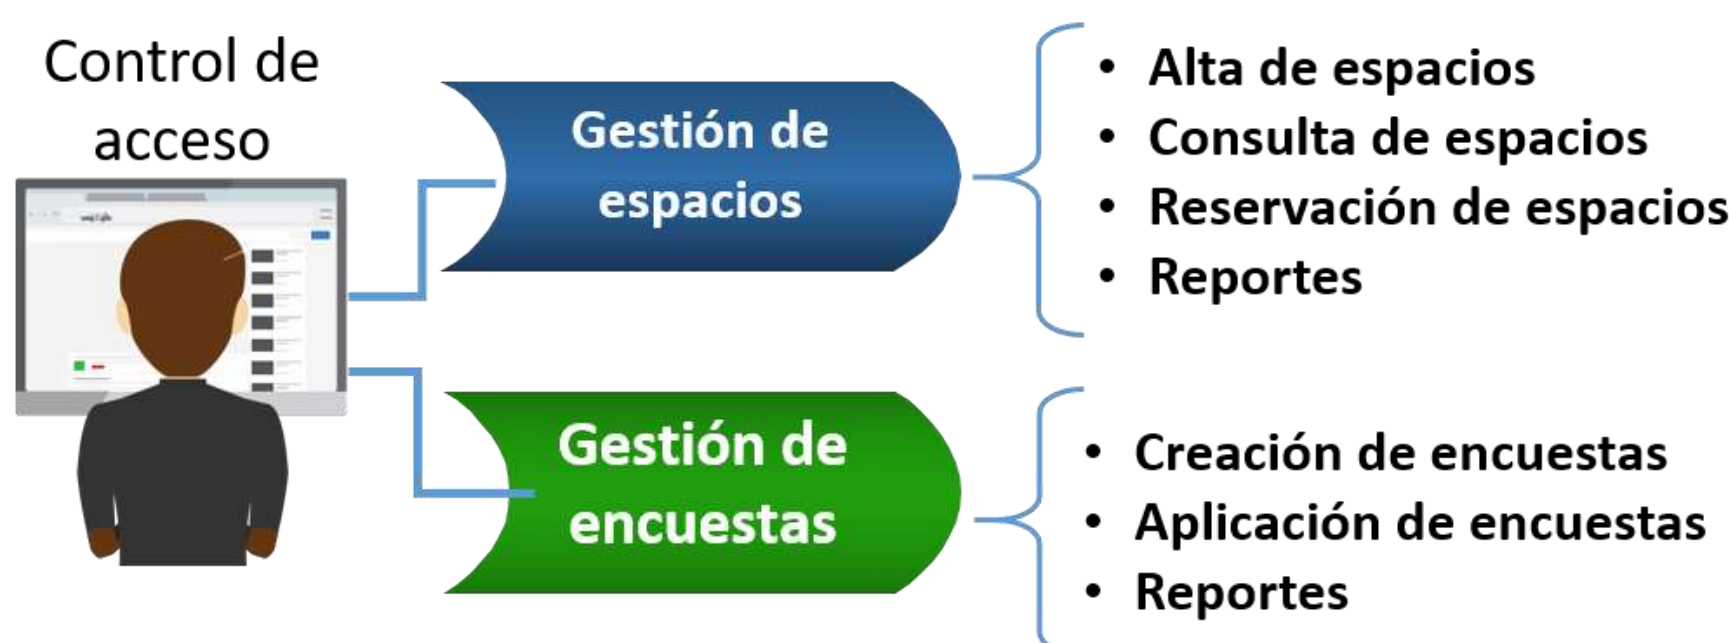 Control de
acceso
Gestión de
espacios
• Alta de espacios
• Consulta de espacios
• Reservación de espacios
• Reportes
Gestión de
encuestas
• Creación de encuestas
• Aplicación de encuestas
• Reportes